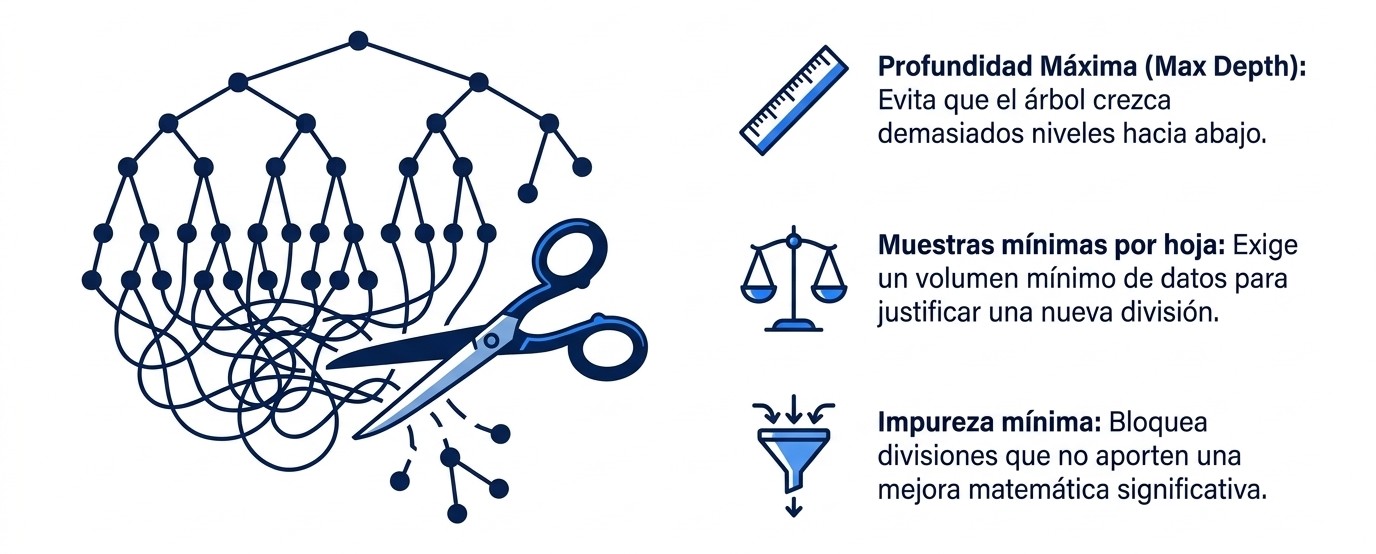 Profundidad Máxima (Max Depth):
Evita que el árbol crezca
demasiados niveles hacia abajo.
Muestras mínimas por hoja: Exige
un volumen mínimo de datos para
justificar una nueva división.
Impureza mínima: Bloquea
divisiones que no aporten una
mejora matemática significativa.